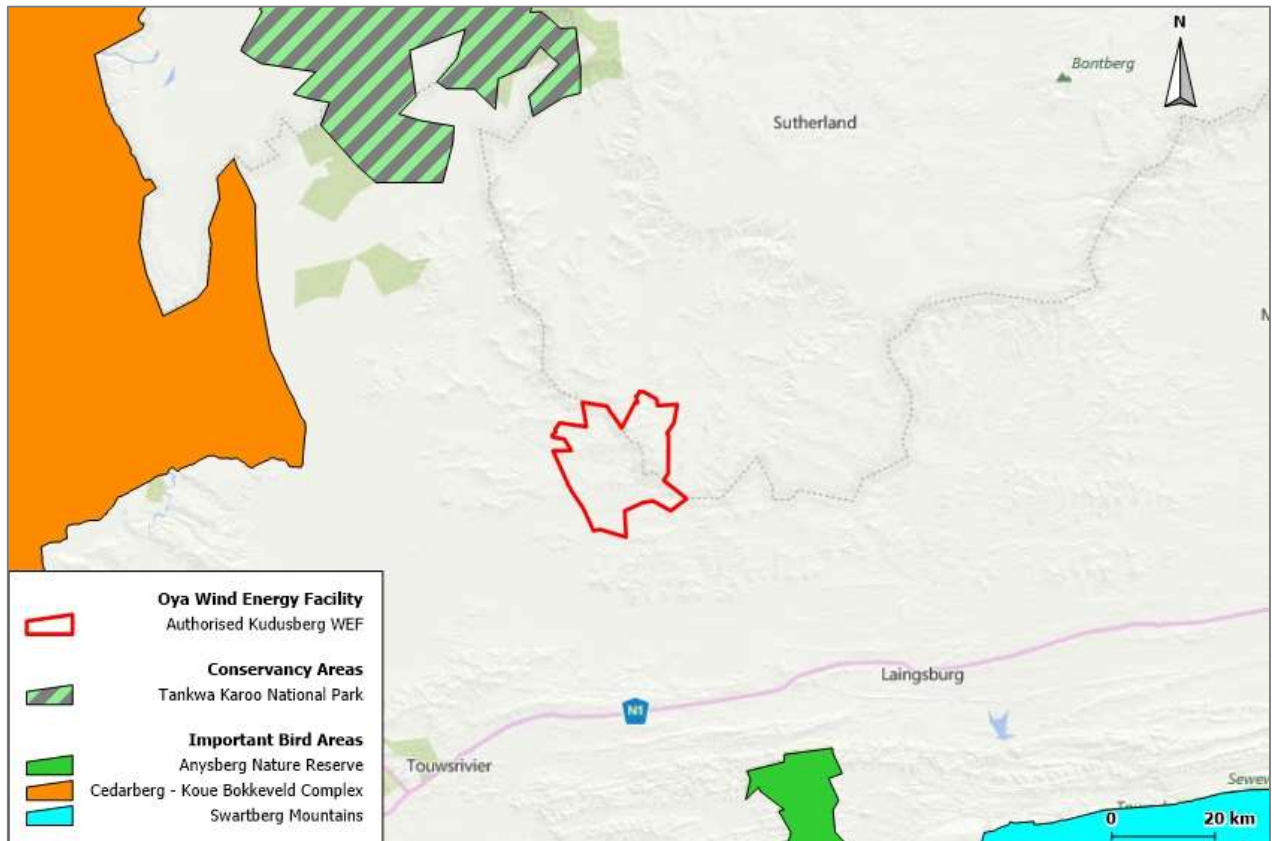 N
Bontberg
Sutherland
N1
Laingsburg
Touwsrivier
Oya Wind Energy Facility
Authorised Kudusberg WEF
Conservancy Areas
Tankwa Karoo National Park
Important Bird Areas
Anysberg Nature Reserve
Cedarberg - Koue Bokkeveld Complex
Swartberg Mountains
0 20 km